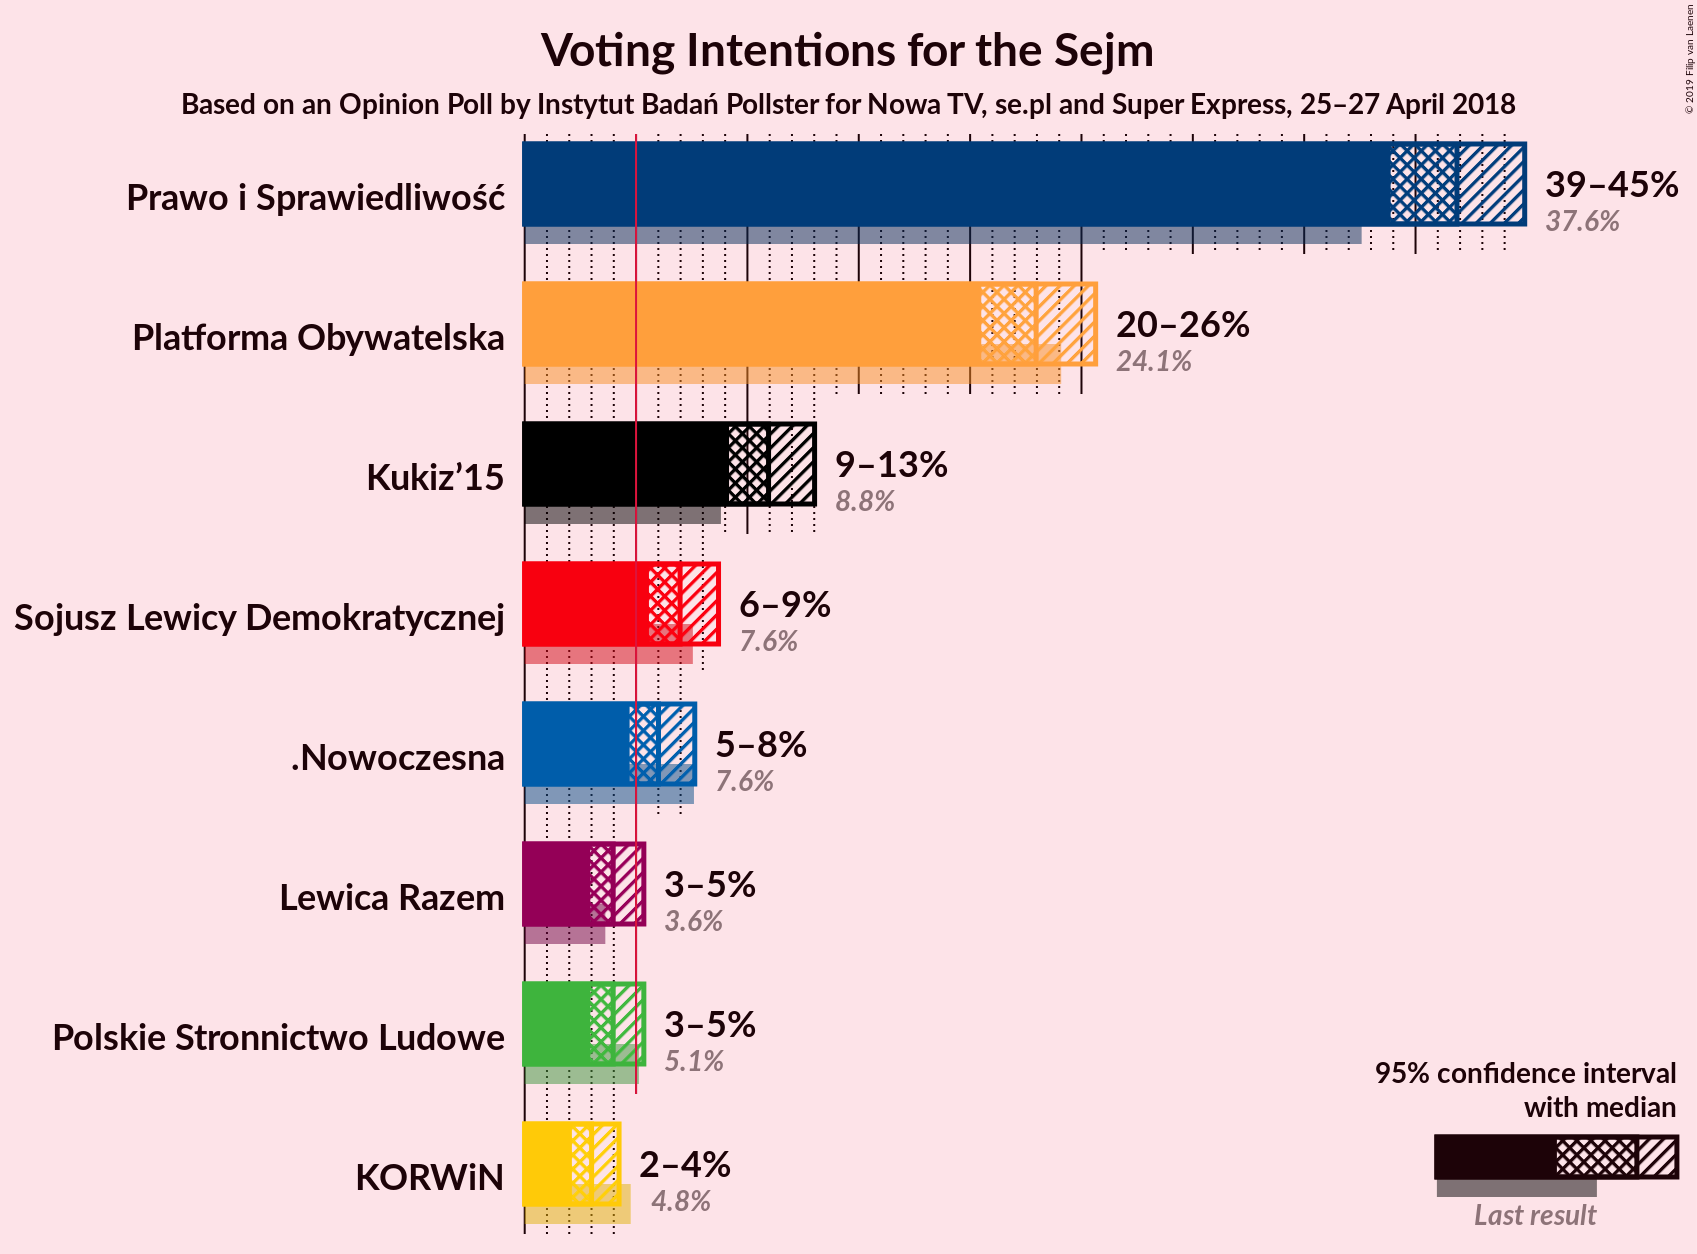 Voting Intentions for the Sejm
Based on an Opinion Poll by Instytut Badań Pollster for Nowa TV, se.pl and Super Express, 25–27 April 2018
© 2019 Filip van Laenen
Prawo i Sprawiedliwość
39–45%
37.6%
Platforma Obywatelska
20–26%
24.1%
Kukiz’15
9–13%
8.8%
Sojusz Lewicy Demokratycznej
6–9%
7.6%
.Nowoczesna
5–8%
7.6%
Lewica Razem
3–5%
3.6%
Polskie Stronnictwo Ludowe
3–5%
5.1%
KORWiN
2–4%
4.8%
95% confidence interval
with median
Last result